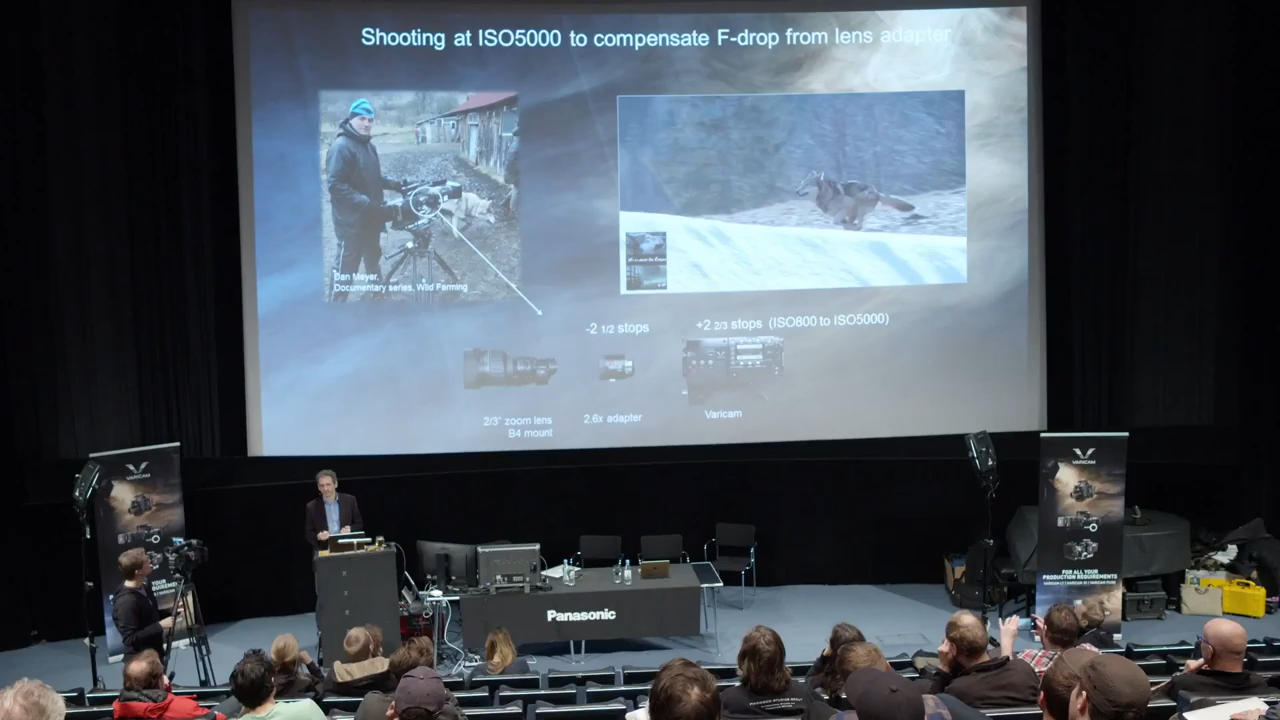 Shooting at ISO5000 to compensate F-drop from lens adapter
Dan Meyer,
Documentary series, Wild Farming
-2 1/2 stops
+2 2/3 stops (ISO800 to ISO5000)
2/3" zoom lens
B4 mount
2.6x adapter
Varicam
VARICAM
VARICAM
FOR ALL YOUR
PRODUCTION REQUIREMENTS
Panasonic